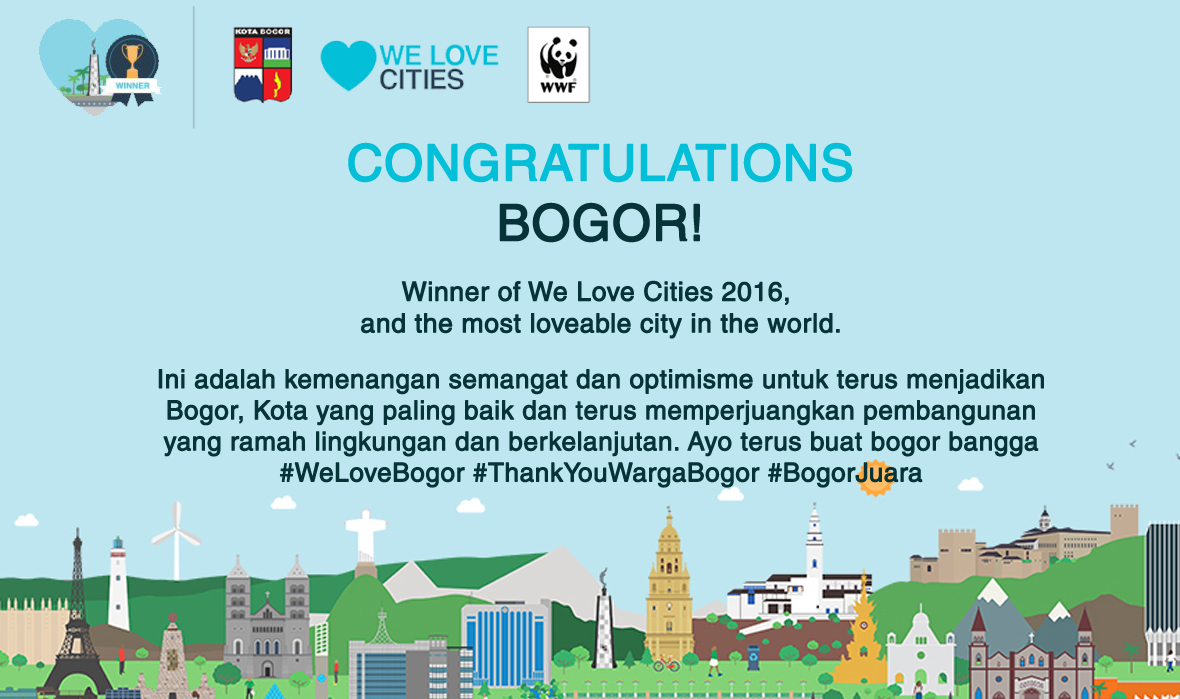 WINNER
KOTA BOGOR
WE LOVE
CITIES
WWF
CONGRATULATIONS
BOGOR!
Winner of We Love Cities 2016,
and the most loveable city in the world.
Ini adalah kemenangan semangat dan optimisme untuk terus menjadikan
Bogor, Kota yang paling baik dan terus memperjuangkan pembangunan
yang ramah lingkungan dan berkelanjutan. Ayo terus buat bogor bangga
#WeLoveBogor #ThankYouWargaBogor #BogorJuara